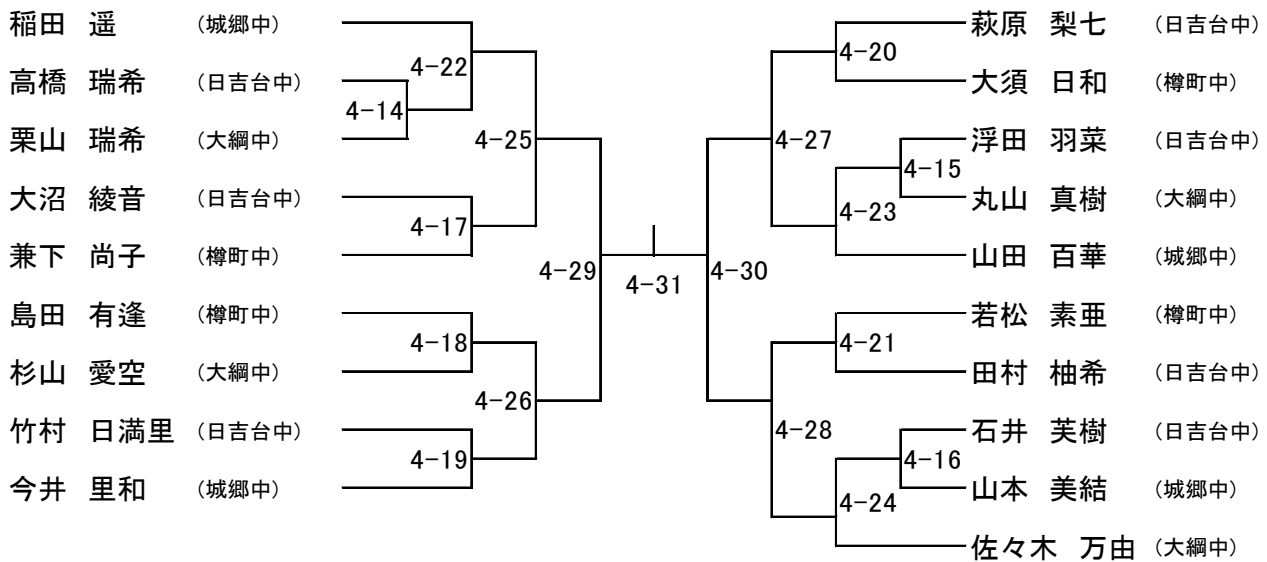 稲田 遥 （城郷中）
高橋 瑞希 （日吉台中）
栗山 瑞希 （大綱中）
大沼 綾音 （日吉台中）
兼下 尚子 （樽町中）
島田 有逢 （樽町中）
杉山 愛空 （大綱中）
竹村 日満里 （日吉台中）
今井 里和 （城郷中）
4-22
4-14
4-25
4-17
4-29
4-18
4-26
4-19
4-31
4-30
4-20
4-27
4-15
4-23
4-21
4-28
4-16
4-24
萩原 梨七 （日吉台中）
大須 日和 （樽町中）
浮田 羽菜 （日吉台中）
丸山 真樹 （大綱中）
山田 百華 （城郷中）
若松 素亜 （樽町中）
田村 柚希 （日吉台中）
石井 芙樹 （日吉台中）
山本 美結 （城郷中）
佐々木 万由 （大綱中）